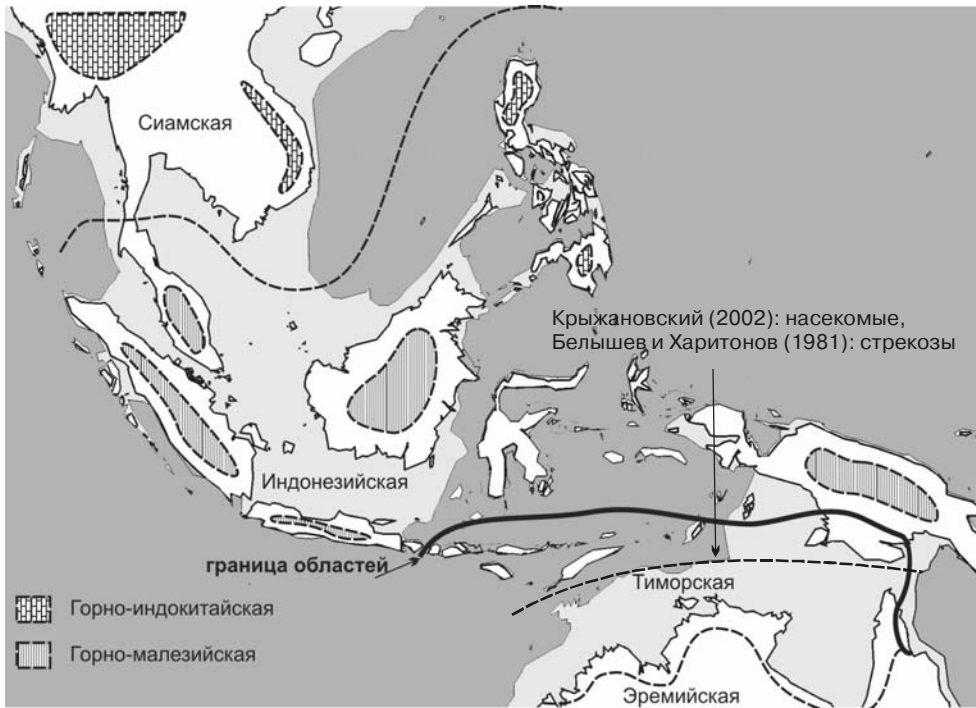 Сиамская
Крыжановский (2002): насекомые,
Белышев и Харитонов (1981): стрекозы
Индонезийская
граница областей
Тиморская
Горно-индокитайская
Горно-малезийская
Эремийская